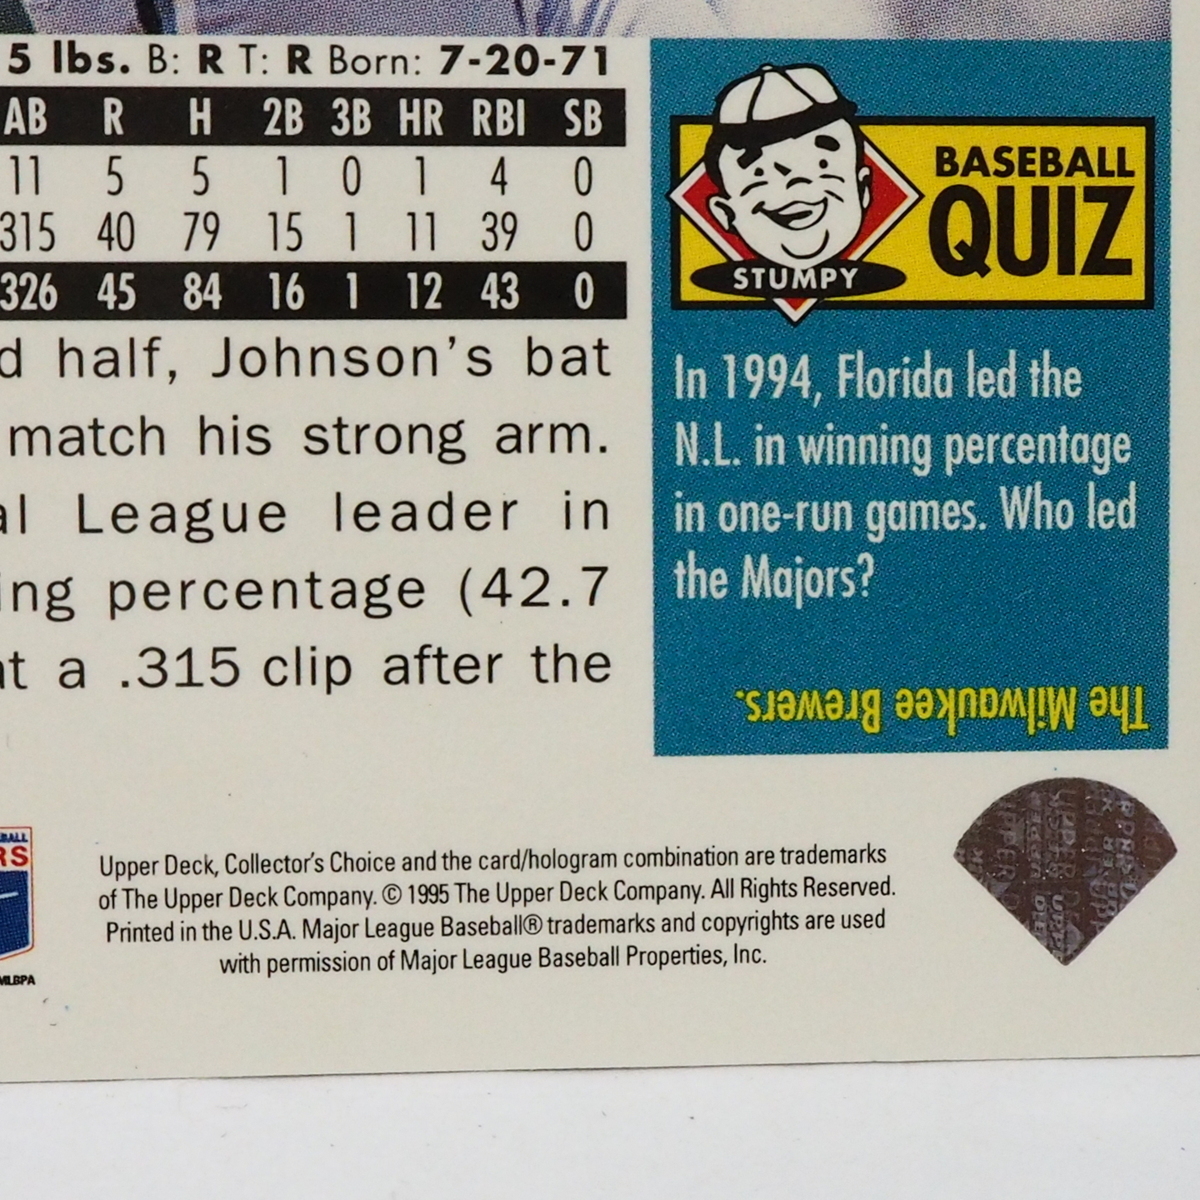 5 lbs. B: R T: R Born: 7-20-71
AB R H 2B 3B HR RBI SB
11 5 5 1 0 1 4 0
315 40 79 15 1 11 39 0
326 45 84 16 1 12 43 0
d half, Johnson's bat
match his strong arm.
al League leader in
ing percentage (42.7
at a .315 clip after the
STUMPY
BASEBALL
QUIZ
In 1994, Florida led the
N.L. in winning percentage
in one-run games. Who led
the Majors?
The Milwaukee Brewers.
BALL
RS
MLBPA
Upper Deck, Collector's Choice and the card/hologram combination are trademarks
of The Upper Deck Company. © 1995 The Upper Deck Company. All Rights Reserved.
Printed in the U.S.A. Major League Baseball® trademarks and copyrights are used
with permission of Major League Baseball Properties, Inc.